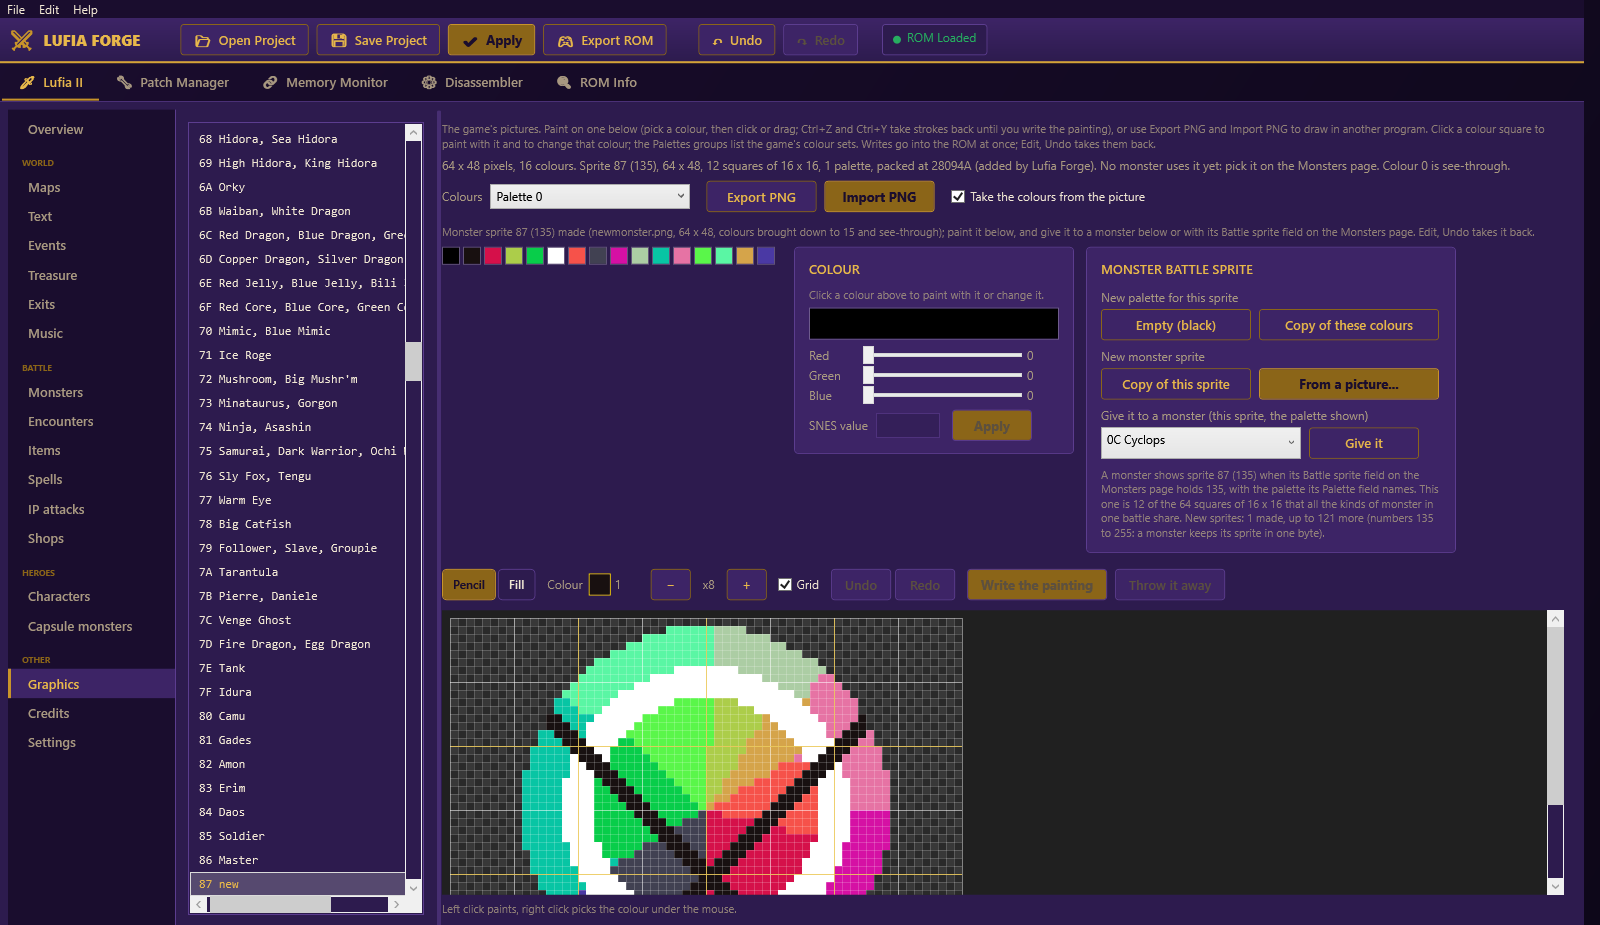 File Edit Help
LUFIA FORGE
Open Project
Save Project
Apply
Export ROM
Undo
Redo
ROM Loaded
Lufia II
Patch Manager
Memory Monitor
Disassembler
ROM Info
Overview
WORLD
Maps
Text
Events
Treasure
Exits
Music
BATTLE
Monsters
Encounters
Items
Spells
IP attacks
Shops
HEROES
Characters
Capsule monsters
OTHER
Graphics
Credits
Settings
68 Hidora, Sea Hidora
69 High Hidora, King Hidora
6A Orky
6B Waiban, White Dragon
6C Red Dragon, Blue Dragon, Gre
6D Copper Dragon, Silver Dragon
6E Red Jelly, Blue Jelly, Bili
6F Red Core, Blue Core, Green C
70 Mimic, Blue Mimic
71 Ice Roge
72 Mushroom, Big Mushr'm
73 Minataurus, Gorgon
74 Ninja, Asashin
75 Samurai, Dark Warrior, Ochi
76 Sly Fox, Tengu
77 Warm Eye
78 Big Catfish
79 Follower, Slave, Groupie
7A Tarantula
7B Pierre, Daniele
7C Venge Ghost
7D Fire Dragon, Egg Dragon
7E Tank
7F Idura
80 Camu
81 Gades
82 Amon
83 Erim
84 Daos
85 Soldier
86 Master
87 new
The game's pictures. Paint on one below (pick a colour, then click or drag; Ctrl+Z and Ctrl+Y take strokes back until you write the painting), or use Export PNG and Import PNG to draw in another program. Click a colour square to
paint with it and to change that colour; the Palettes groups list the game's colour sets. Writes go into the ROM at once; Edit, Undo takes them back.
64 x 48 pixels, 16 colours. Sprite 87 (135), 64 x 48, 12 squares of 16 x 16, 1 palette, packed at 28094A (added by Lufia Forge). No monster uses it yet: pick it on the Monsters page. Colour 0 is see-through.
Colours
Palette 0
Export PNG
Import PNG
Take the colours from the picture
Monster sprite 87 (135) made (newmonster.png, 64 x 48, colours brought down to 15 and see-through); paint it below, and give it to a monster below or with its Battle sprite field on the Monsters page. Edit, Undo takes it back.
COLOUR
Click a colour above to paint with it or change it.
Red 0
Green 0
Blue 0
SNES value
Apply
MONSTER BATTLE SPRITE
New palette for this sprite
Empty (black)
Copy of these colours
New monster sprite
Copy of this sprite
From a picture...
Give it to a monster (this sprite, the palette shown)
0C Cyclops
Give it
A monster shows sprite 87 (135) when its Battle sprite field on the
Monsters page holds 135, with the palette its Palette field names. This
one is 12 of the 64 squares of 16 x 16 that all the kinds of monster in
one battle share. New sprites: 1 made, up to 121 more (numbers 135
to 255: a monster keeps its sprite in one byte).
Pencil
Fill
Colour 1
−
x8
+
Grid
Undo
Redo
Write the painting
Throw it away
Left click paints, right click picks the colour under the mouse.